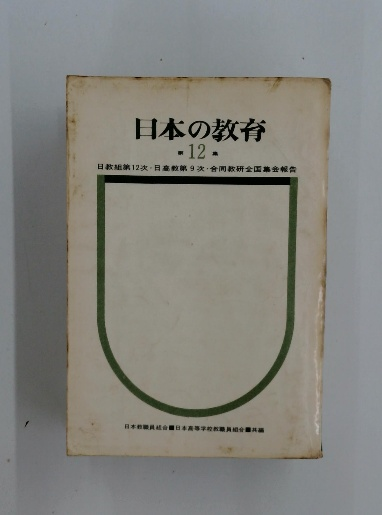 日本の教育
第 12 集
日教組第12次・日高教第9次・合同教研全国集会報告
日本教職員組合■日本高等学校教職員組合■共編